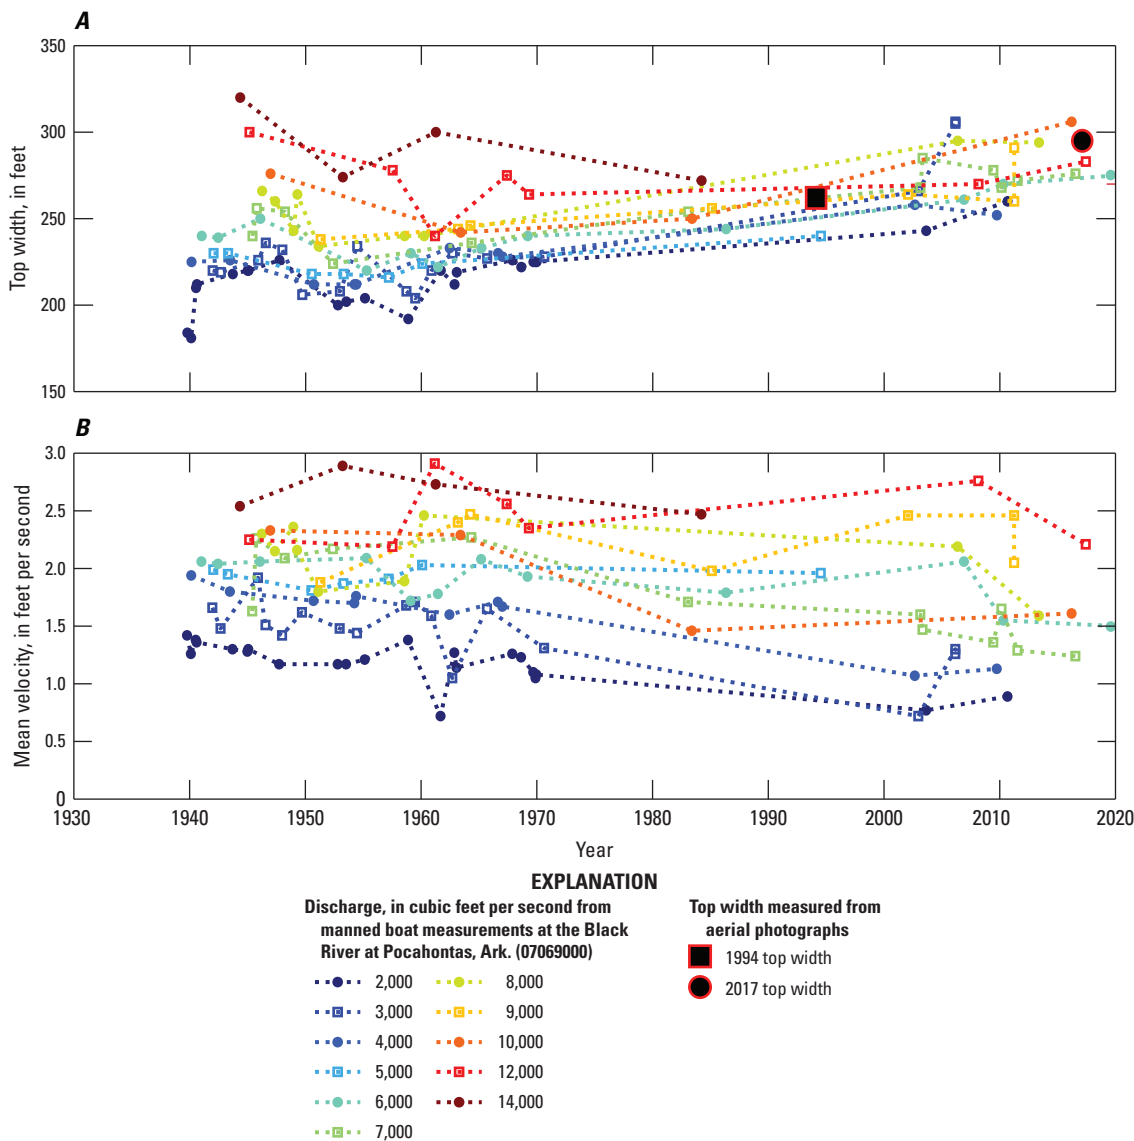 A
350
300
250
200
150
Top width, in feet
B
3.0
2.5
2.0
1.5
1.0
0.5
0
Mean velocity, in feet per second
1930 1940 1950 1960 1970 1980 1990 2000 2010 2020
Year
EXPLANATION
Discharge, in cubic feet per second from
manned boat measurements at the Black
River at Pocahontas, Ark. (07069000)
2,000
3,000
4,000
5,000
6,000
7,000
8,000
9,000
10,000
12,000
14,000
Top width measured from
aerial photographs
1994 top width
2017 top width